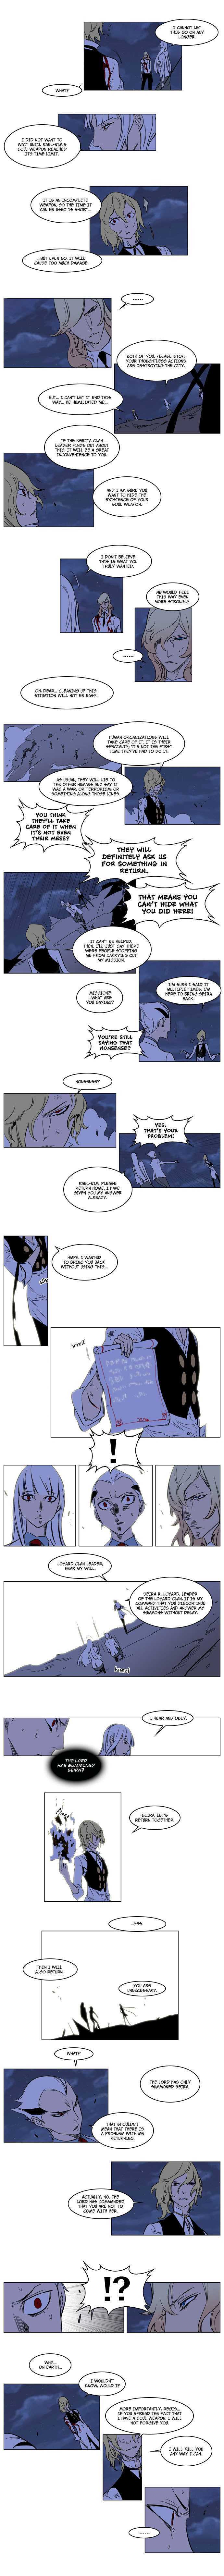 I CANNOT LET
THIS GO ON ANY
LONGER.
WHAT?
I DID NOT WANT TO
WAIT UNTIL RAEL-NIM'S
SOUL WEAPON REACHED
ITS TIME LIMIT.
IT IS AN INCOMPLETE
WEAPON, SO THE TIME IT
CAN BE USED IS SHORT...
...BUT EVEN SO, IT WILL
CAUSE TOO MUCH DAMAGE.
......
BOTH OF YOU, PLEASE STOP.
YOUR THOUGHTLESS ACTIONS
ARE DESTROYING THE CITY.
BUT... I CAN'T LET IT END THIS
WAY... HE HUMILIATED ME...
IF THE KERTIA CLAN
LEADER FINDS OUT ABOUT
THIS, IT WILL BE A GREAT
INCONVENIENCE TO YOU.
AND I AM SURE YOU
WANT TO HIDE THE
EXISTENCE OF YOUR
SOUL WEAPON.
I DON'T BELIEVE
THIS IS WHAT YOU
TRULY WANTED.
HE WOULD FEEL
THIS WAY EVEN
MORE STRONGLY.
......
OH, DEAR... CLEANING UP THIS
SITUATION WILL NOT BE EASY.
HUMAN ORGANIZATIONS WILL
TAKE CARE OF IT. IT IS THEIR
SPECIALTY; IT'S NOT THE FIRST
TIME THEY'VE HAD TO DO IT.
AS USUAL, THEY WILL LIE TO
THE OTHER HUMANS AND SAY IT
WAS A WAR, OR TERRORISM, OR
SOMETHING ALONG THOSE LINES.
YOU THINK
THEY'LL TAKE
CARE OF IT WHEN
IT'S NOT EVEN
THEIR MESS?
THEY WILL
DEFINITELY ASK US
FOR SOMETHING IN
RETURN.
THAT MEANS YOU
CAN'T HIDE WHAT
YOU DID HERE!
IT CAN'T BE HELPED,
THEN. I'LL JUST SAY THERE
WERE PEOPLE STOPPING
ME FROM CARRYING OUT
MY MISSION.
MISSION?
...WHAT ARE
YOU SAYING?
I'M SURE I SAID IT
MULTIPLE TIMES. I'M
HERE TO BRING SEIRA
BACK.
YOU'RE STILL
SAYING THAT
NONSENSE?
NONSENSE?
YES,
THAT'S YOUR
PROBLEM!
RAEL-NIM, PLEASE
RETURN HOME. I HAVE
GIVEN YOU MY ANSWER
ALREADY.
HMPH, I WANTED
TO BRING YOU BACK
WITHOUT USING THIS...
Scroll
!
LOYARD CLAN LEADER,
HEAR MY WILL.
SEIRA R. LOYARD, LEADER
OF THE LOYARD CLAN, IT IS MY
COMMAND THAT YOU DISCONTINUE
ALL ACTIVITIES AND ANSWER MY
SUMMONS WITHOUT DELAY.
kneel
I HEAR AND OBEY.
THE LORD
HAS SUMMONED
SEIRA?
SEIRA, LET'S
RETURN TOGETHER.
...YES.
THEN I WILL
ALSO RETURN.
YOU ARE
UNNECESSARY.
WHAT?
THE LORD HAS ONLY
SUMMONED SEIRA.
THAT SHOULDN'T
MEAN THAT THERE IS
A PROBLEM WITH ME
RETURNING.
ACTUALLY, NO. THE
LORD HAS COMMANDED
THAT YOU ARE NOT TO
COME WITH HER.
!?
WHY...
ON EARTH...
I WOULDN'T
KNOW, WOULD I?
MORE IMPORTANTLY, REGIS...
IF YOU SPREAD THE FACT THAT
I HAVE A SOUL WEAPON, I WILL
NOT FORGIVE YOU.
I WILL KILL YOU
ANY WAY I CAN.
......